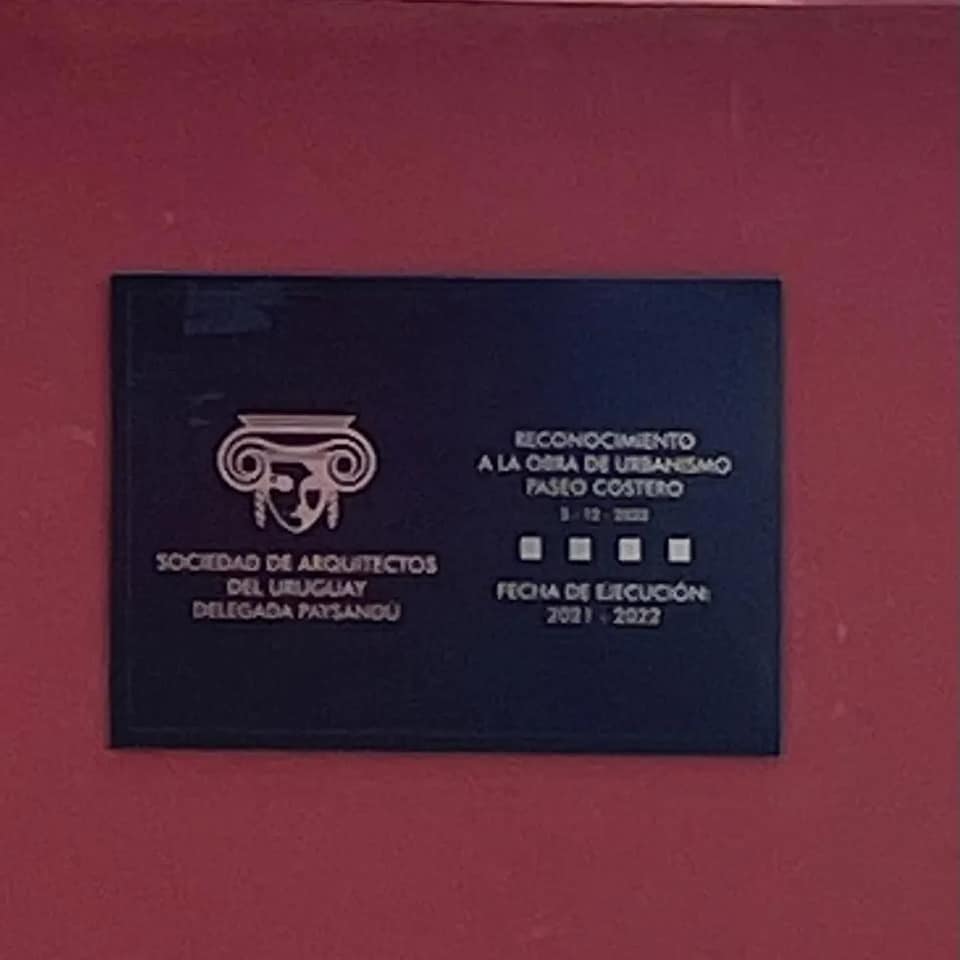 SOCIEDAD DE ARQUITECTOS
DEL URUGUAY
DELEGADA PAYSANDÚ
RECONOCIMIENTO
A LA OBRA DE URBANISMO
PASEO COSTERO
FECHA DE EJECUCIÓN:
2021 - 2022